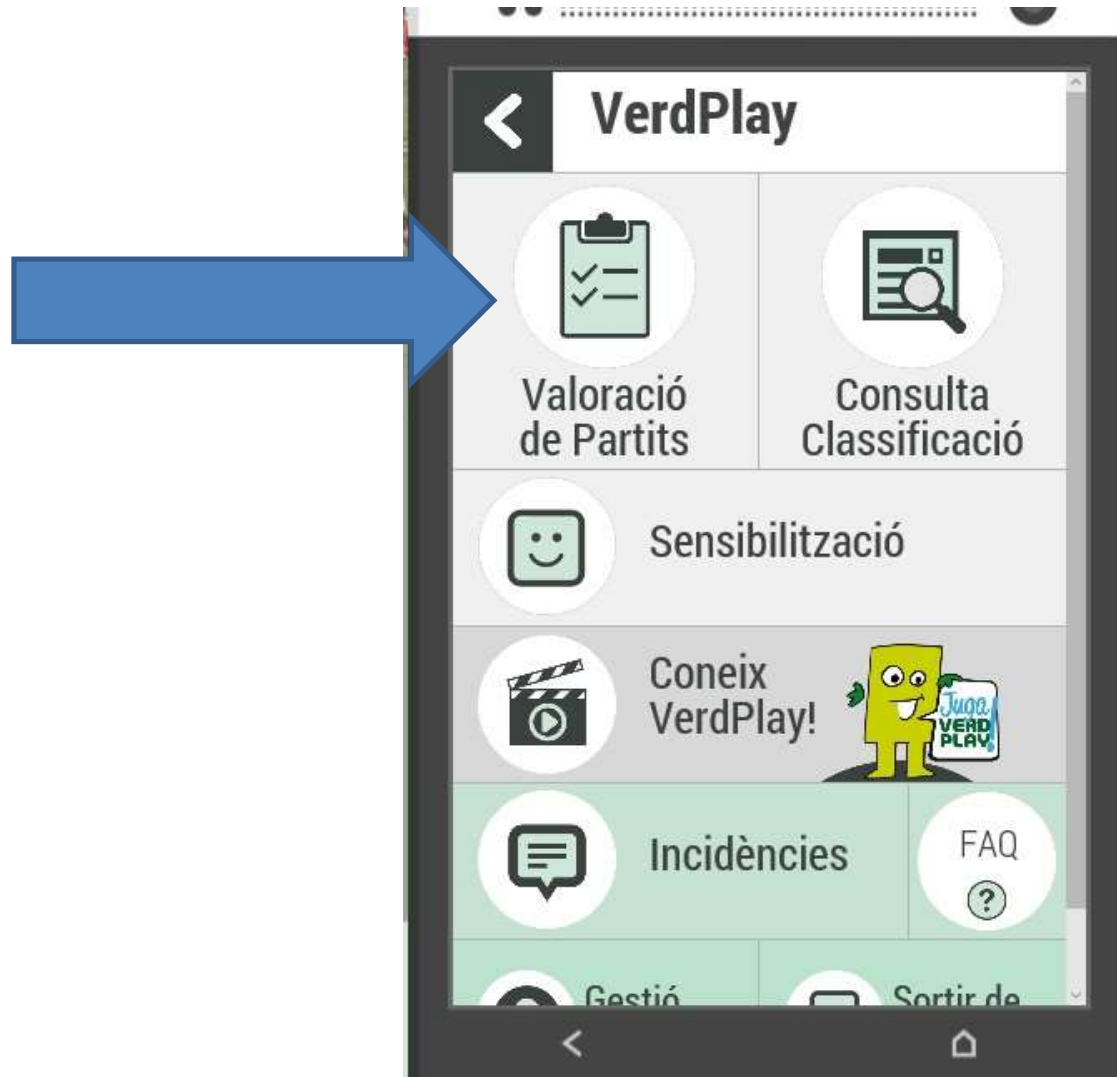 VerdPlay
Valoració
de Partits
Consulta
Classificació
Sensibilització
Coneix
VerdPlay!
Juga
VERD
PLAY!
Incidències
FAQ
?
Gestió
Sortir de